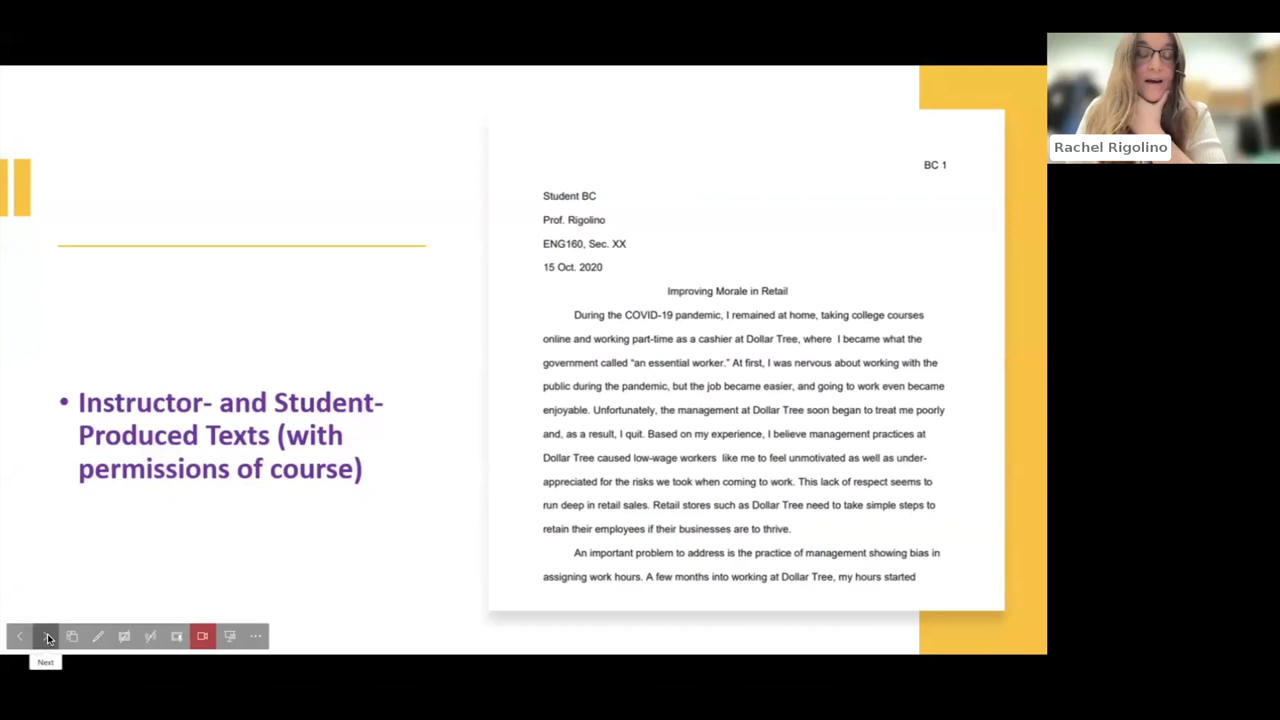 • Instructor- and Student-
Produced Texts (with
permissions of course)
BC 1
Student BC
Prof. Rigolino
ENG160, Sec. XX
15 Oct. 2020
Improving Morale in Retail
During the COVID-19 pandemic, I remained at home, taking college courses
online and working part-time as a cashier at Dollar Tree, where I became what the
government called “an essential worker.” At first, I was nervous about working with the
public during the pandemic, but the job became easier, and going to work even became
enjoyable. Unfortunately, the management at Dollar Tree soon began to treat me poorly
and, as a result, I quit. Based on my experience, I believe management practices at
Dollar Tree caused low-wage workers like me to feel unmotivated as well as under-
appreciated for the risks we took when coming to work. This lack of respect seems to
run deep in retail sales. Retail stores such as Dollar Tree need to take simple steps to
retain their employees if their businesses are to thrive.
An important problem to address is the practice of management showing bias in
assigning work hours. A few months into working at Dollar Tree, my hours started
Rachel Rigolino
Next